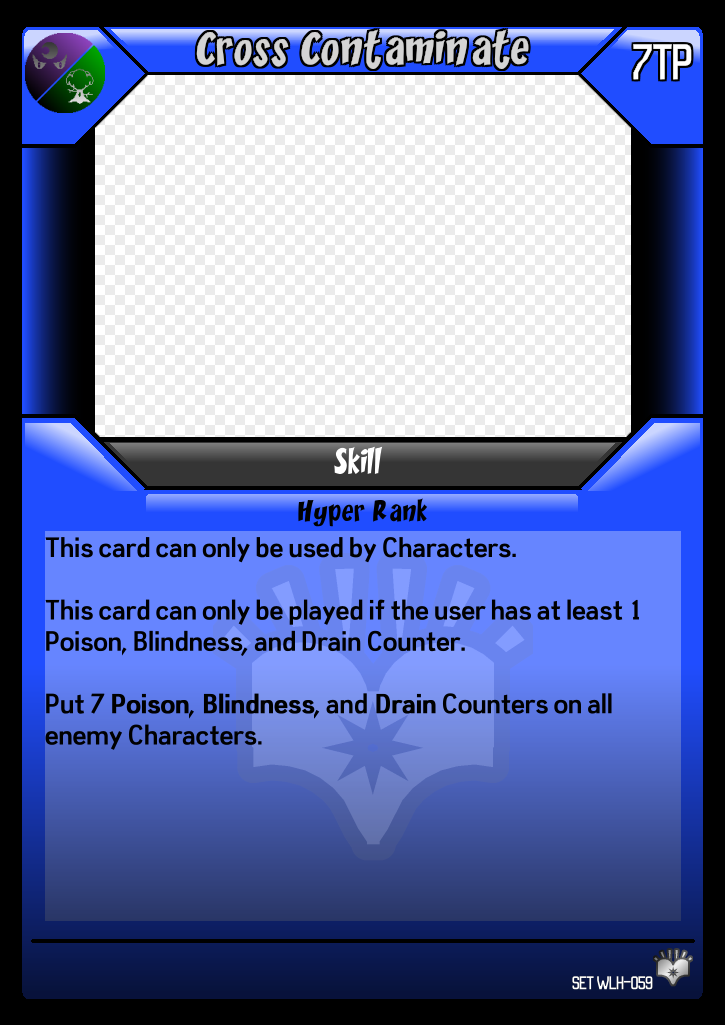 Cross Contaminate
7TP
Skill
Hyper Rank
This card can only be used by Characters.
This card can only be played if the user has at least 1
Poison, Blindness, and Drain Counter.
Put 7 Poison, Blindness, and Drain Counters on all
enemy Characters.
SET WLH-059